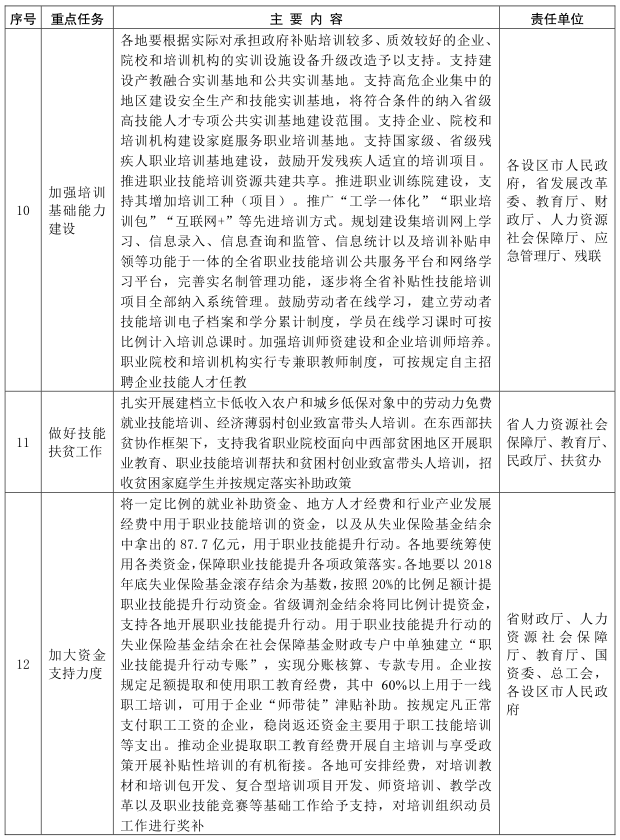 序号 重点任务 主 要 内 容 责任单位
10 加强培训基础能力建设
各地要根据实际对承担政府补贴培训较多、质效较好的企业、
院校和培训机构的实训设施设备升级改造予以支持。支持建
设产教融合实训基地和公共实训基地。支持高危企业集中的
地区建设安全生产和技能实训基地，将符合条件的纳入省级
高技能人才专项公共实训基地建设范围。支持企业、院校和
培训机构建设家庭服务职业培训基地。支持国家级、省级残
疾人职业培训基地建设，鼓励开发残疾人适宜的培训项目。
推进职业技能培训资源共建共享。推进职业训练院建设，支
持其增加培训工种（项目）。推广“工学一体化”“职业培
训包”“互联网+”等先进培训方式。规划建设集培训网上学
习、信息录入、信息查询和监管、信息统计以及培训补贴申
领等功能于一体的全省职业技能培训公共服务平台和网络学
习平台，完善实名制管理功能，逐步将全省补贴性技能培训
项目全部纳入系统管理。鼓励劳动者在线学习，建立劳动者
技能培训电子档案和学分累计制度，学员在线学习课时可按
比例计入培训总课时。加强培训师资建设和企业培训师培养。
职业院校和培训机构实行专兼职教师制度，可按规定自主招
聘企业技能人才任教
各设区市人民政
府，省发展改革
委、教育厅、财
政厅、人力资源
社会保障厅、应
急管理厅、残联
11 做好技能扶贫工作
扎实开展建档立卡低收入农户和城乡低保对象中的劳动力免费
就业技能培训、经济薄弱村创业致富带头人培训。在东西部扶
贫协作框架下，支持我省职业院校面向中西部贫困地区开展职
业教育、职业技能培训帮扶和贫困村创业致富带头人培训，招
收贫困家庭学生并按规定落实补助政策
省人力资源社会
保障厅、教育厅、
民政厅、扶贫办
12 加大资金支持力度
将一定比例的就业补助资金、地方人才经费和行业产业发展
经费中用于职业技能培训的资金，以及从失业保险基金结余
中拿出的 87.7 亿元，用于职业技能提升行动。各地要统筹使
用各类资金，保障职业技能提升各项政策落实。各地要以 2018
年底失业保险基金滚存结余为基数，按照 20%的比例足额计提
职业技能提升行动资金。省级调剂金结余将同比例计提资金，
支持各地开展职业技能提升行动。用于职业技能提升行动的
失业保险基金结余在社会保障基金财政专户中单独建立“职
业技能提升行动专账”，实现分账核算、专款专用。企业按
规定足额提取和使用职工教育经费，其中 60%以上用于一线
职工培训，可用于企业“师带徒”津贴补助。按规定凡正常
支付职工工资的企业，稳岗返还资金主要用于职工技能培训
等支出。推动企业提取职工教育经费开展自主培训与享受政
策开展补贴性培训的有机衔接。各地可安排经费，对培训教
材和培训包开发、复合型培训项目开发、师资培训、教学改
革以及职业技能竞赛等基础工作给予支持，对培训组织动员
工作进行奖补
省财政厅、人力
资源社会保障
厅、教育厅、国
资委、总工会，
各设区市人民政
府